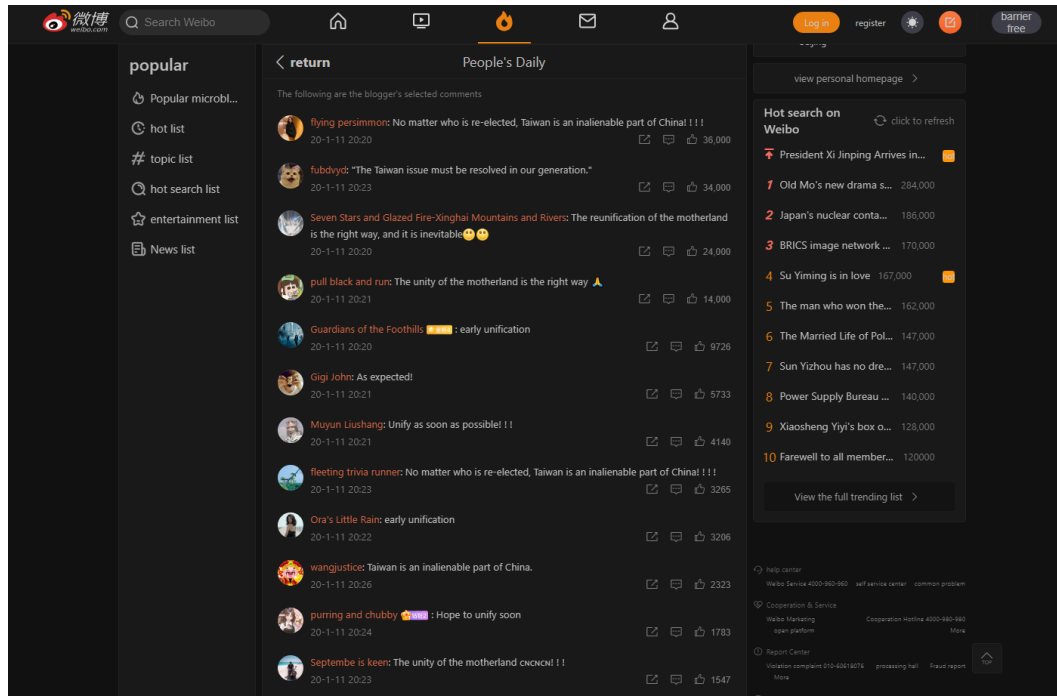 微博
weibo.com
Search Weibo
Log in
register
barrier free
popular
Popular microbl...
hot list
topic list
hot search list
entertainment list
News list
return
People's Daily
The following are the blogger's selected comments
flying persimmon: No matter who is re-elected, Taiwan is an inalienable part of China! ! ! !
20-1-11 20:20
36,000
fubdvyd: "The Taiwan issue must be resolved in our generation."
20-1-11 20:23
34,000
Seven Stars and Glazed Fire-Xinghai Mountains and Rivers: The reunification of the motherland
is the right way, and it is inevitable
20-1-11 20:20
24,000
pull black and run: The unity of the motherland is the right way
20-1-11 20:21
14,000
Guardians of the Foothills : early unification
20-1-11 20:20
9726
Gigi John: As expected!
20-1-11 20:21
5733
Muyun Liushang: Unify as soon as possible! ! !
20-1-11 20:21
4140
fleeting trivia runner: No matter who is re-elected, Taiwan is an inalienable part of China! ! ! !
20-1-11 20:23
3265
Ora's Little Rain: early unification
20-1-11 20:22
3206
wangjustice: Taiwan is an inalienable part of China.
20-1-11 20:26
2323
purring and chubby : Hope to unify soon
20-1-11 20:24
1783
Septembe is keen: The unity of the motherland CNCNCN! ! !
20-1-11 20:23
1547
view personal homepage
Hot search on
Weibo
click to refresh
President Xi Jinping Arrives in...
1 Old Mo's new drama s... 284,000
2 Japan's nuclear conta... 186,000
3 BRICS image network ... 170,000
4 Su Yiming is in love 167,000
5 The man who won the... 162,000
6 The Married Life of Pol... 147,000
7 Sun Yizhou has no dre... 147,000
8 Power Supply Bureau ... 140,000
9 Xiaosheng Yiyi's box o... 128,000
10 Farewell to all member... 120000
View the full trending list
help center
Weibo Service 4000-960-960 self service center common problem
Cooperation & Service
Weibo Marketing Cooperation Hotline 4000-980-980
open platform More
Report Center
Violation complaint 010-60618076 processing hall Fraud report
More
TOP